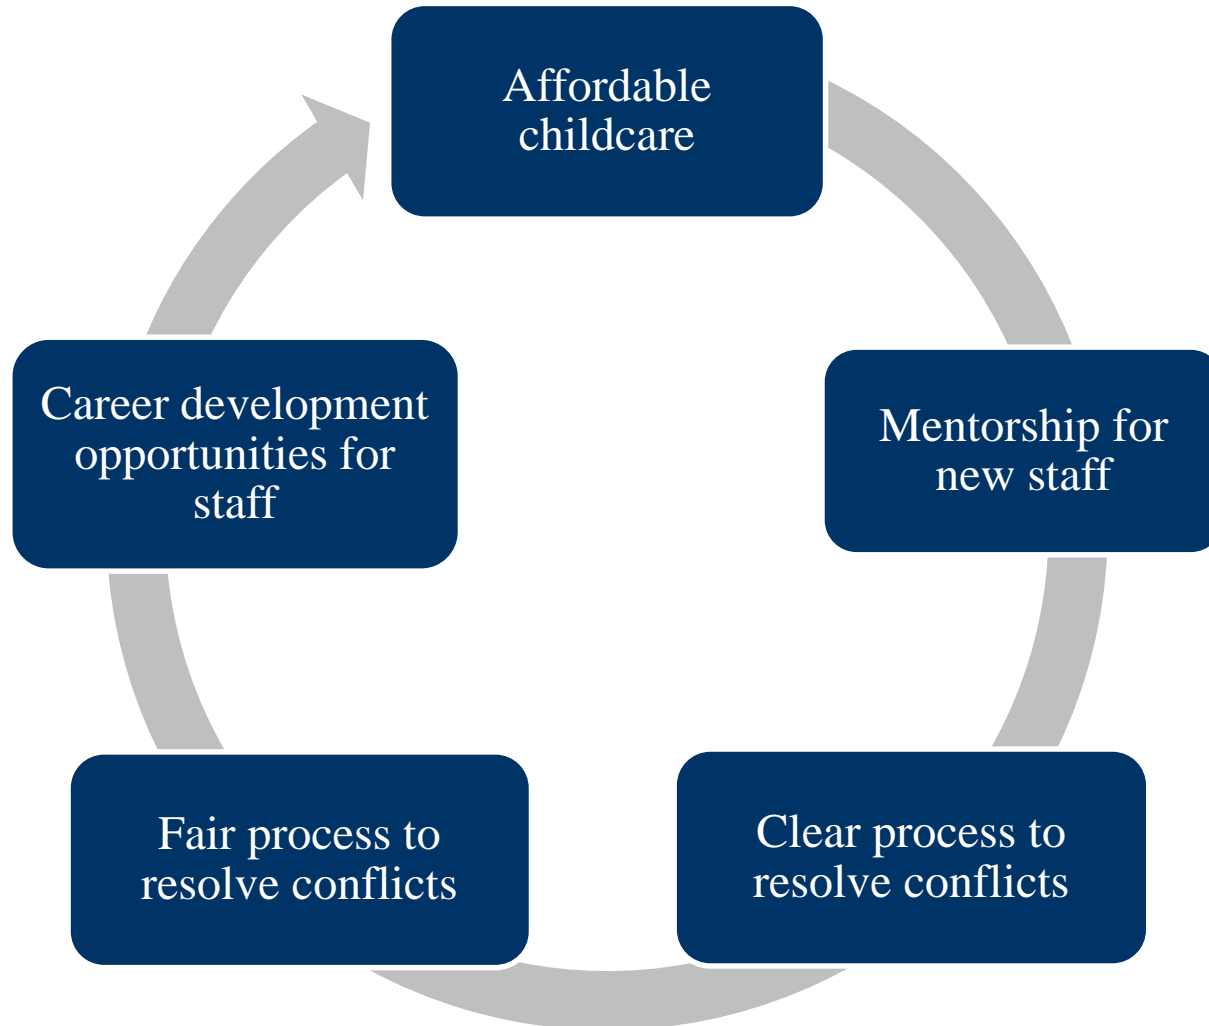 Affordable
childcare
Mentorship for
new staff
Clear process to
resolve conflicts
Fair process to
resolve conflicts
Career development
opportunities for
staff